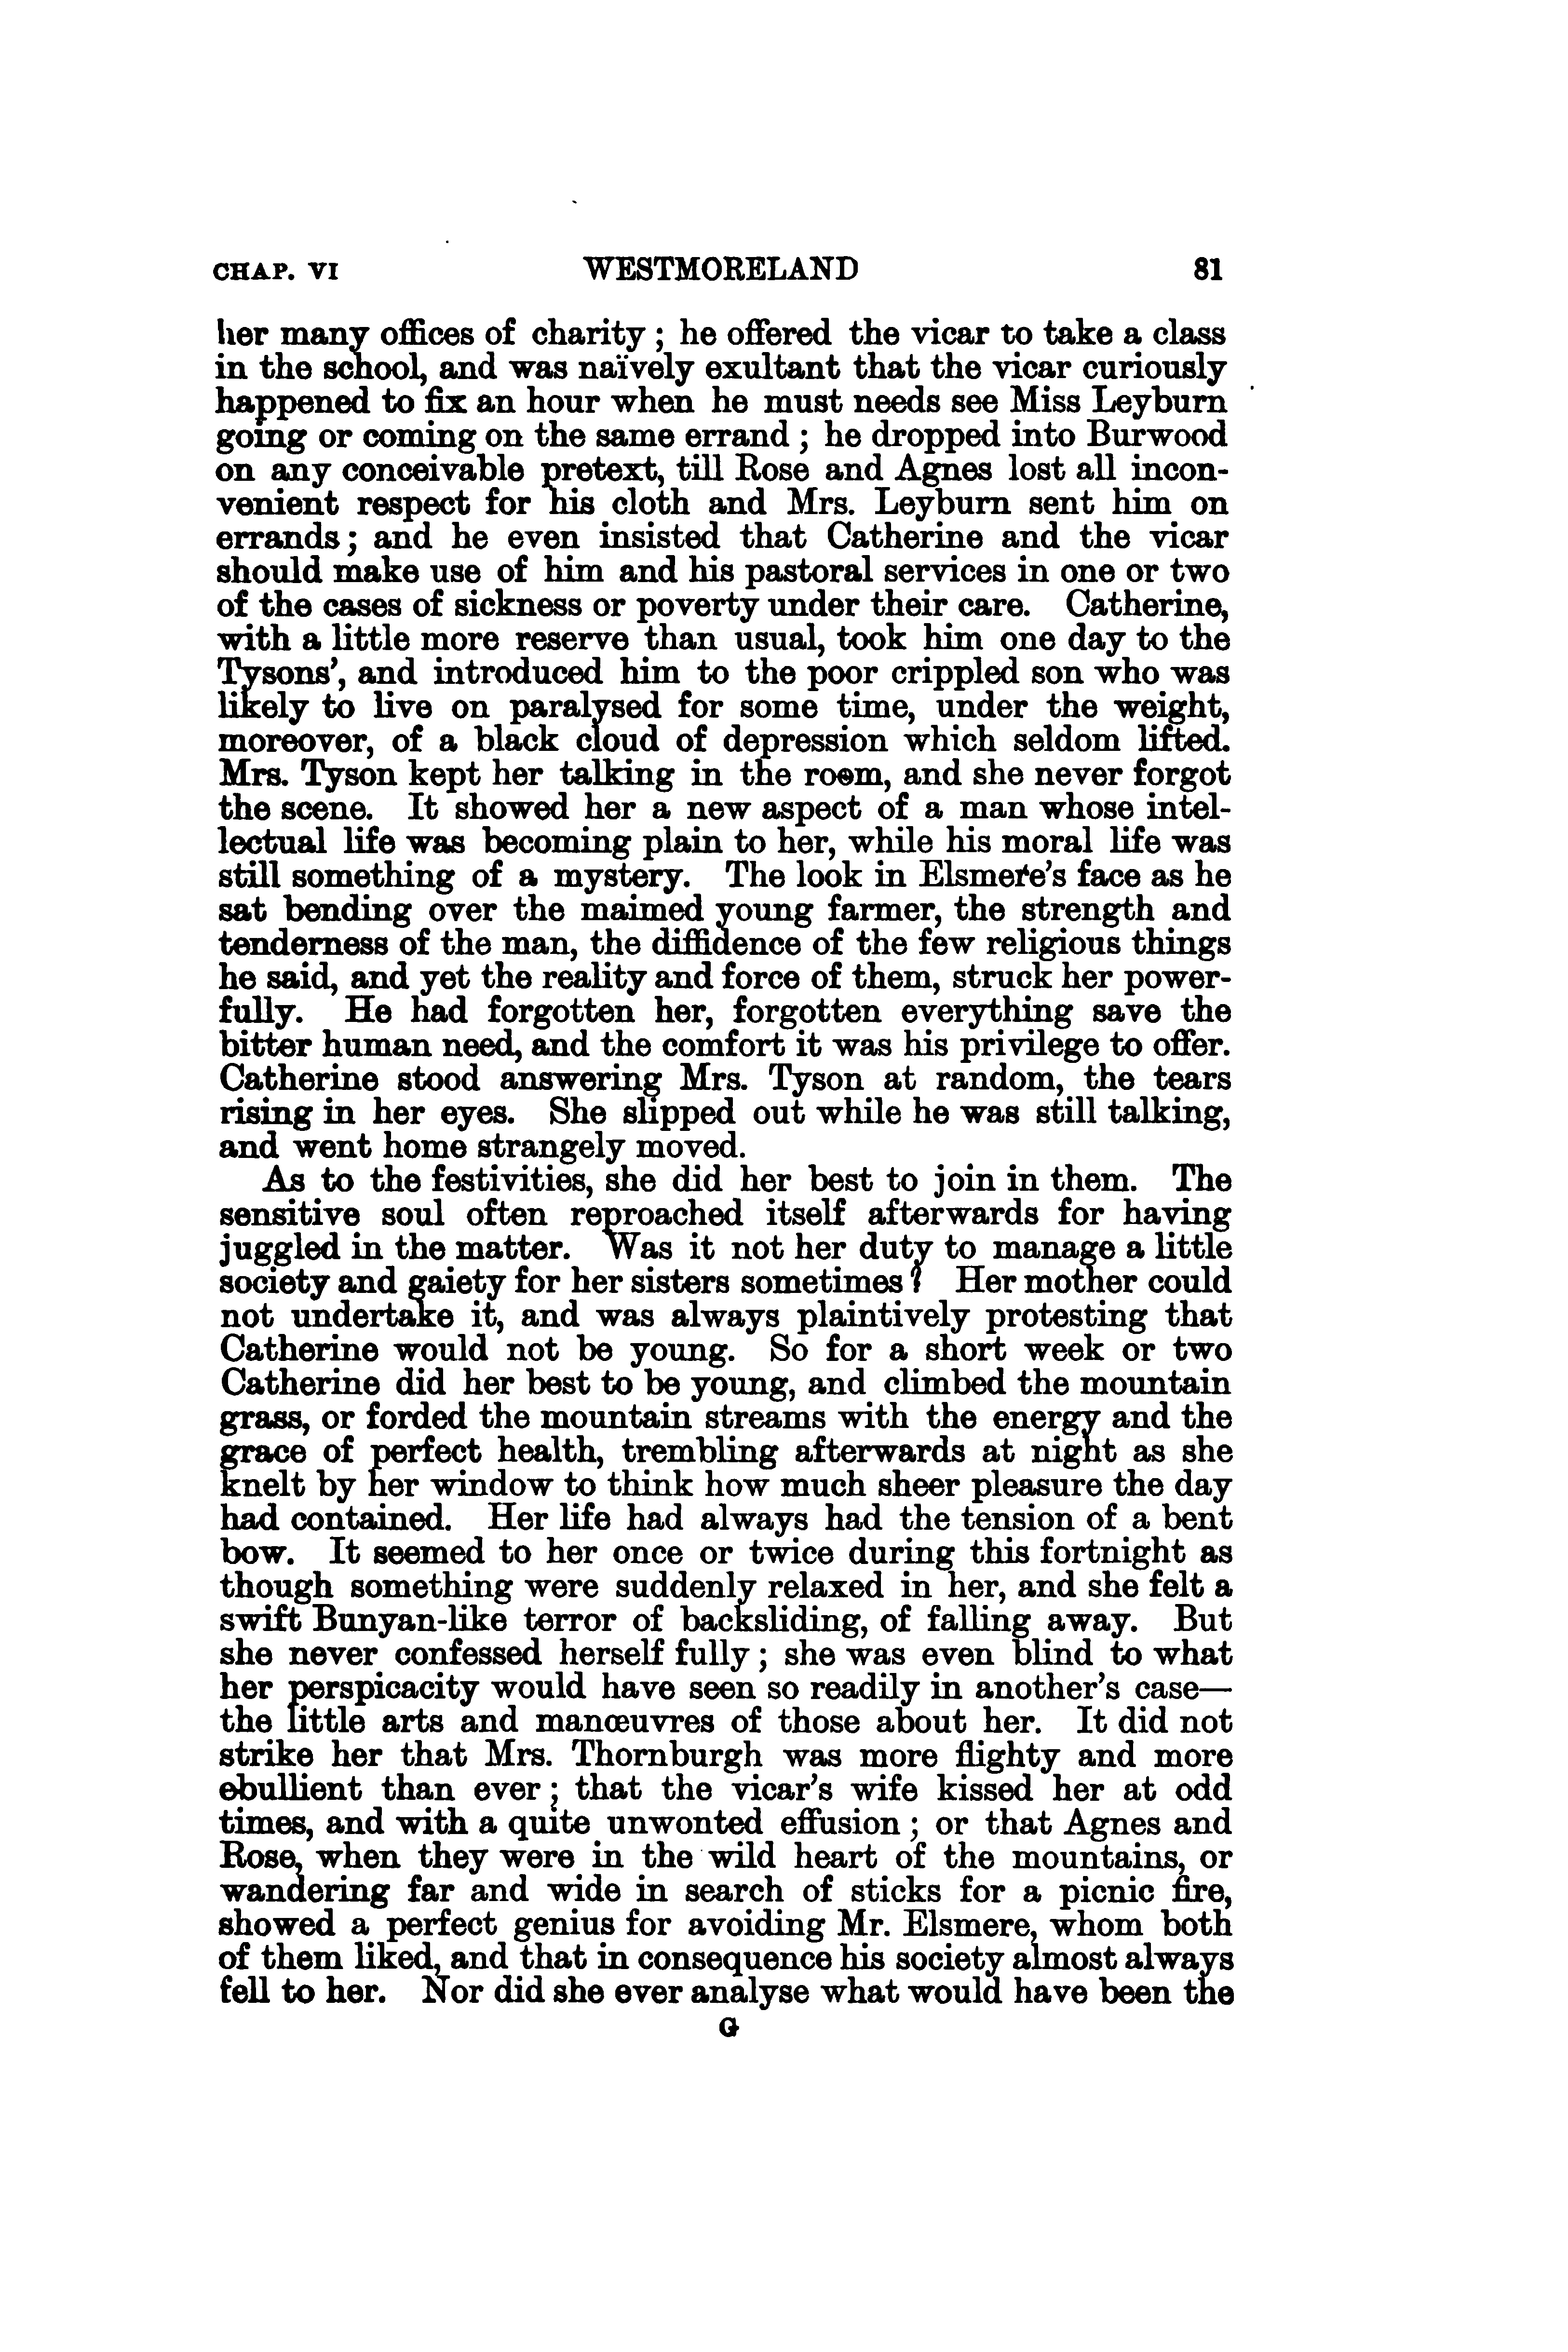 CHAP. VI WESTMORELAND 81
her many offices of charity ; he offered the vicar to take a class
in the school, and was naïvely exultant that the vicar curiously
happened to fix an hour when he must needs see Miss Leyburn
going or coming on the same errand ; he dropped into Burwood
on any conceivable pretext, till Rose and Agnes lost all incon-
venient respect for his cloth and Mrs. Leyburn sent him on
errands ; and he even insisted that Catherine and the vicar
should make use of him and his pastoral services in one or two
of the cases of sickness or poverty under their care. Catherine,
with a little more reserve than usual, took him one day to the
Tysons', and introduced him to the poor crippled son who was
likely to live on paralysed for some time, under the weight,
moreover, of a black cloud of depression which seldom lifted.
Mrs. Tyson kept her talking in the room, and she never forgot
the scene. It showed her a new aspect of a man whose intel-
lectual life was becoming plain to her, while his moral life was
still something of a mystery. The look in Elsmere's face as he
sat bending over the maimed young farmer, the strength and
tenderness of the man, the diffidence of the few religious things
he said, and yet the reality and force of them, struck her power-
fully. He had forgotten her, forgotten everything save the
bitter human need, and the comfort it was his privilege to offer.
Catherine stood answering Mrs. Tyson at random, the tears
rising in her eyes. She slipped out while he was still talking,
and went home strangely moved.
As to the festivities, she did her best to join in them. The
sensitive soul often reproached itself afterwards for having
juggled in the matter. Was it not her duty to manage a little
society and gaiety for her sisters sometimes ? Her mother could
not undertake it, and was always plaintively protesting that
Catherine would not be young. So for a short week or two
Catherine did her best to be young, and climbed the mountain
grass, or forded the mountain streams with the energy and the
grace of perfect health, trembling afterwards at night as she
knelt by her window to think how much sheer pleasure the day
had contained. Her life had always had the tension of a bent
bow. It seemed to her once or twice during this fortnight as
though something were suddenly relaxed in her, and she felt a
swift Bunyan-like terror of backsliding, of falling away. But
she never confessed herself fully ; she was even blind to what
her perspicacity would have seen so readily in another's case—
the little arts and manœuvres of those about her. It did not
strike her that Mrs. Thornburgh was more flighty and more
ebullient than ever ; that the vicar's wife kissed her at odd
times, and with a quite unwonted effusion ; or that Agnes and
Rose, when they were in the wild heart of the mountains, or
wandering far and wide in search of sticks for a picnic fire,
showed a perfect genius for avoiding Mr. Elsmere, whom both
of them liked, and that in consequence his society almost always
fell to her. Nor did she ever analyse what would have been the
G